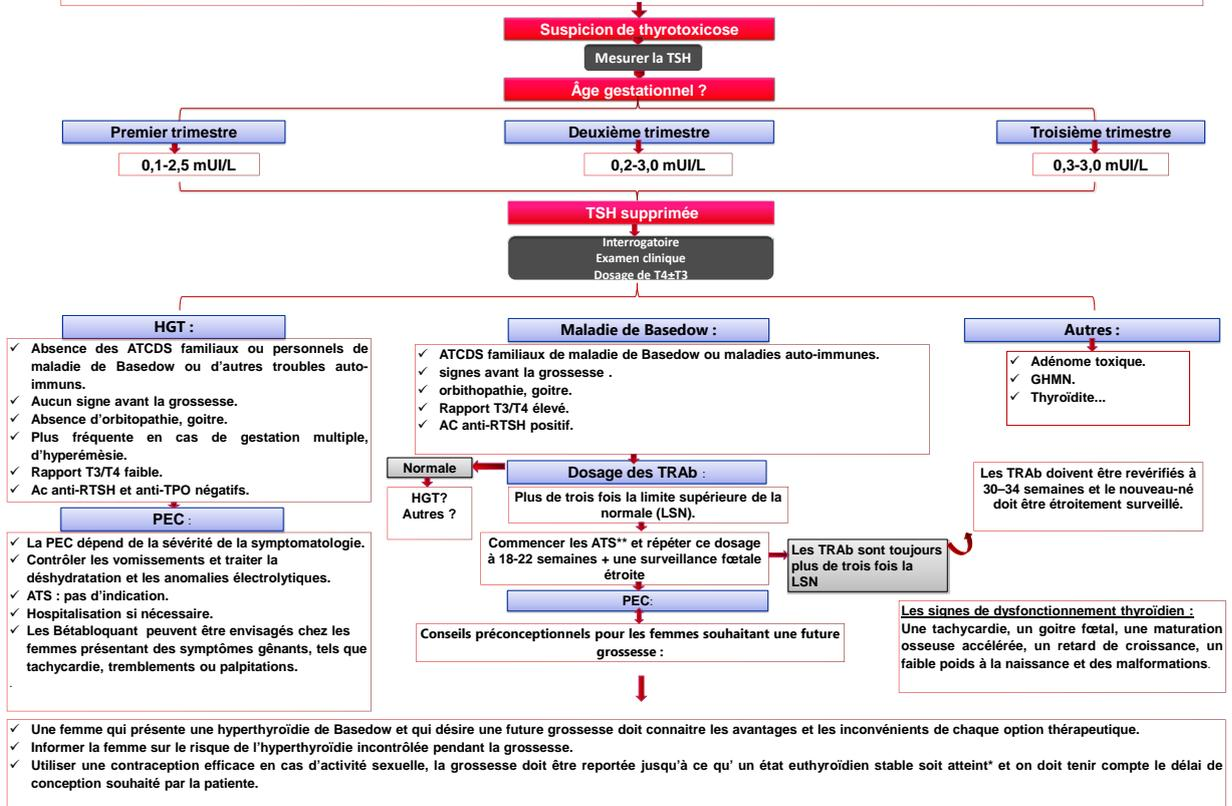 Suspicion de thyrotoxicose
Mesurer la TSH
Âge gestationnel ?
Premier trimestre
0,1-2,5 mUI/L
Deuxième trimestre
0,2-3,0 mUI/L
Troisième trimestre
0,3-3,0 mUI/L
TSH supprimée
Interrogatoire
Examen clinique
Dosage de T4±T3
HGT :
✓ Absence des ATCDS familiaux ou personnels de
maladie de Basedow ou d'autres troubles auto-
immuns.
✓ Aucun signe avant la grossesse.
✓ Absence d'orbitopathie, goitre.
✓ Plus fréquente en cas de gestation multiple,
d'hyperémèsie.
✓ Rapport T3/T4 faible.
✓ Ac anti-RTSH et anti-TPO négatifs.
PEC :
✓ La PEC dépend de la sévérité de la symptomatologie.
✓ Contrôler les vomissements et traiter la
déshydratation et les anomalies électrolytiques.
✓ ATS : pas d'indication.
✓ Hospitalisation si nécessaire.
✓ Les Bétabloquant peuvent être envisagés chez les
femmes présentant des symptômes gênants, tels que
tachycardie, tremblements ou palpitations.
.
Maladie de Basedow :
✓ ATCDS familiaux de maladie de Basedow ou maladies auto-immunes.
✓ signes avant la grossesse .
✓ orbithopathie, goitre.
✓ Rapport T3/T4 élevé.
✓ AC anti-RTSH positif.
Dosage des TRAb :
Normale
HGT?
Autres ?
Plus de trois fois la limite supérieure de la
normale (LSN).
Commencer les ATS** et répéter ce dosage
à 18-22 semaines + une surveillance fœtale
étroite
Les TRAb sont toujours
plus de trois fois la
LSN
Les TRAb doivent être revérifiés à
30–34 semaines et le nouveau-né
doit être étroitement surveillé.
PEC:
Conseils préconceptionnels pour les femmes souhaitant une future
grossesse :
Autres :
✓ Adénome toxique.
✓ GHMN.
✓ Thyroïdite...
Les signes de dysfonctionnement thyroïdien :
Une tachycardie, un goitre fœtal, une maturation
osseuse accélérée, un retard de croissance, un
faible poids à la naissance et des malformations.
✓ Une femme qui présente une hyperthyroïdie de Basedow et qui désire une future grossesse doit connaitre les avantages et les inconvénients de chaque option thérapeutique.
✓ Informer la femme sur le risque de l'hyperthyroïdie incontrôlée pendant la grossesse.
✓ Utiliser une contraception efficace en cas d'activité sexuelle, la grossesse doit être reportée jusqu'à ce qu' un état euthyroïdien stable soit atteint* et on doit tenir compte le délai de
conception souhaité par la patiente.